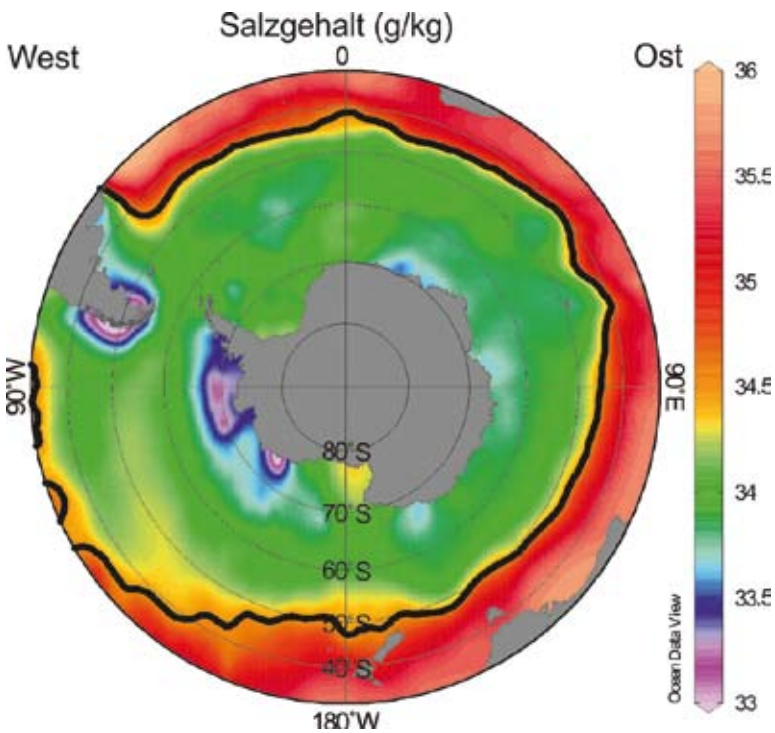 Salzgehalt (g/kg)
West
0
Ost
36
35.5
35
34.5
34
33.5
33
90°W
90°E
80°S
70°S
60°S
50°S
40°S
180°W
Ocean Data View